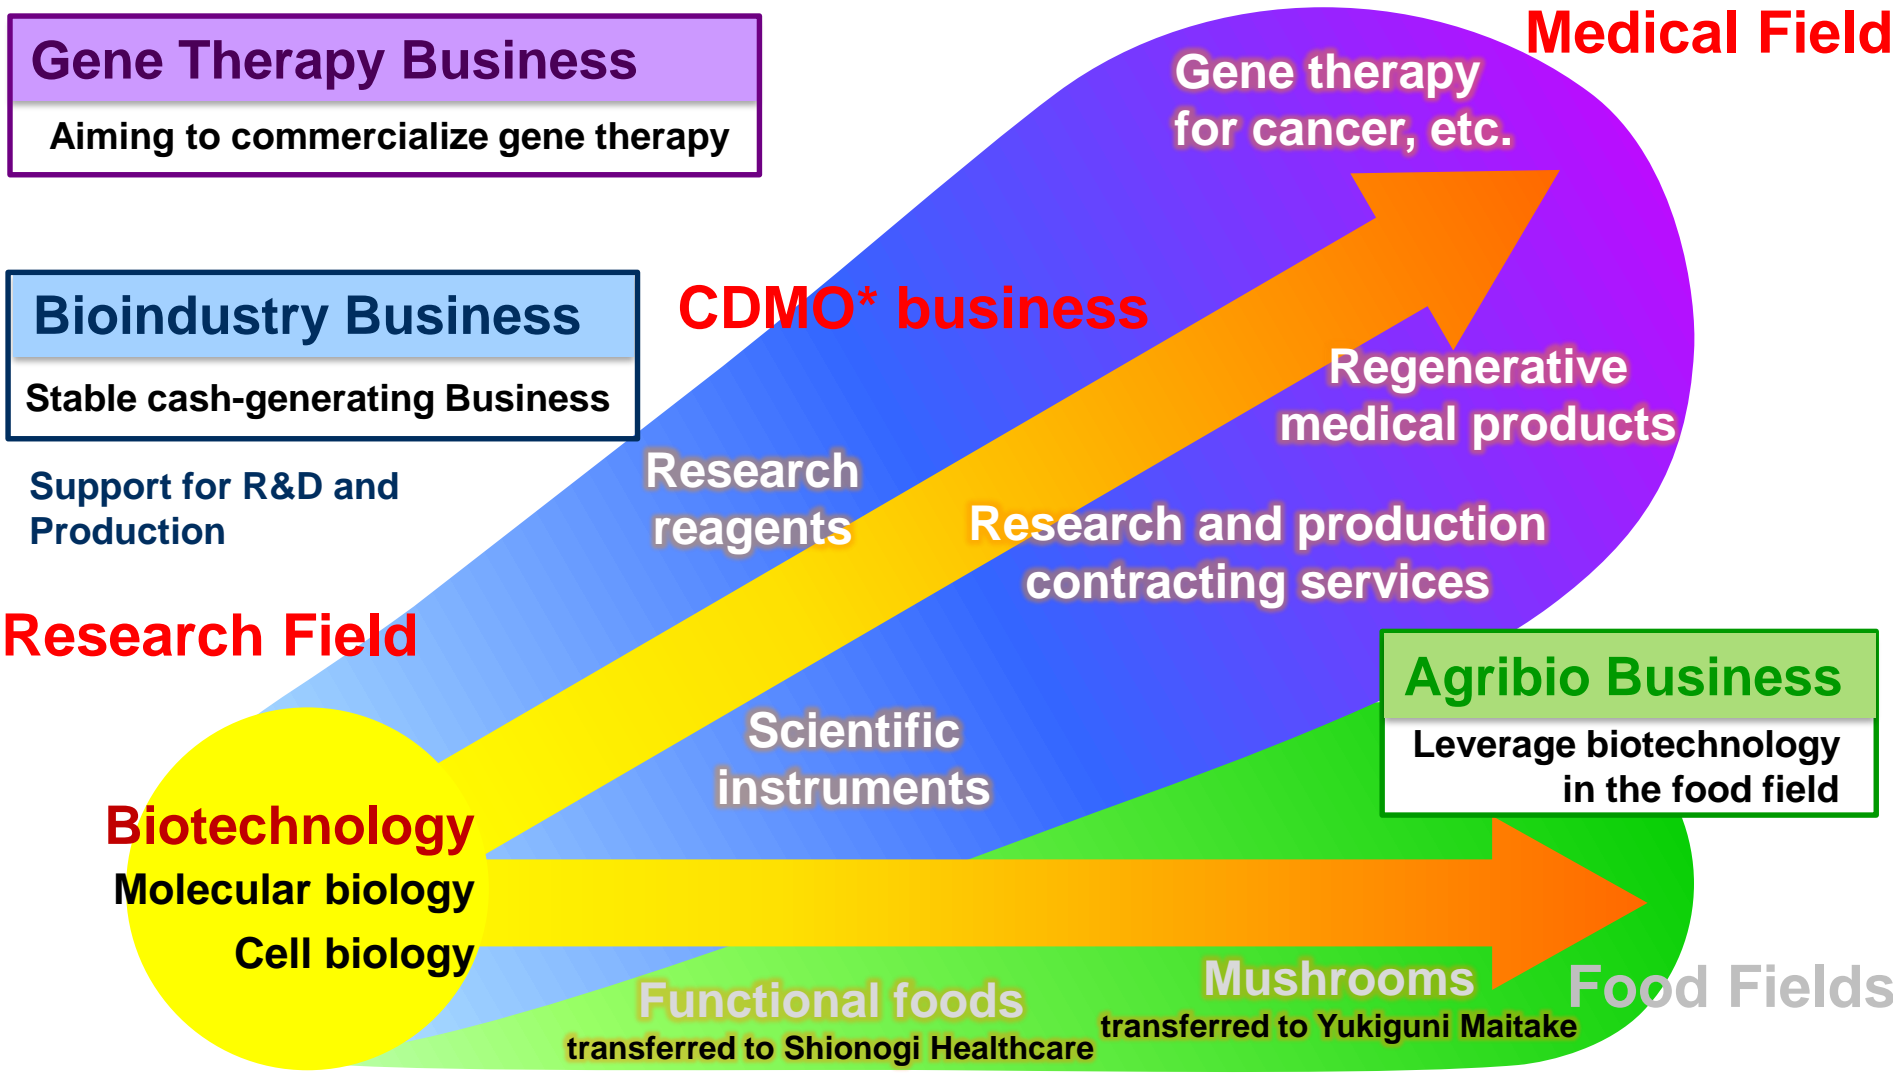 Gene Therapy Business
Aiming to commercialize gene therapy
Medical Field
Gene therapy
for cancer, etc.
Bioindustry Business
Stable cash-generating Business
Support for R&D and
Production
CDMO* business
Regenerative
medical products
Research
reagents
Research and production
contracting services
Research Field
Scientific
instruments
Agribio Business
Leverage biotechnology
in the food field
Biotechnology
Molecular biology
Cell biology
Functional foods
transferred to Shionogi Healthcare
Mushrooms
transferred to Yukiguni Maitake
Food Fields